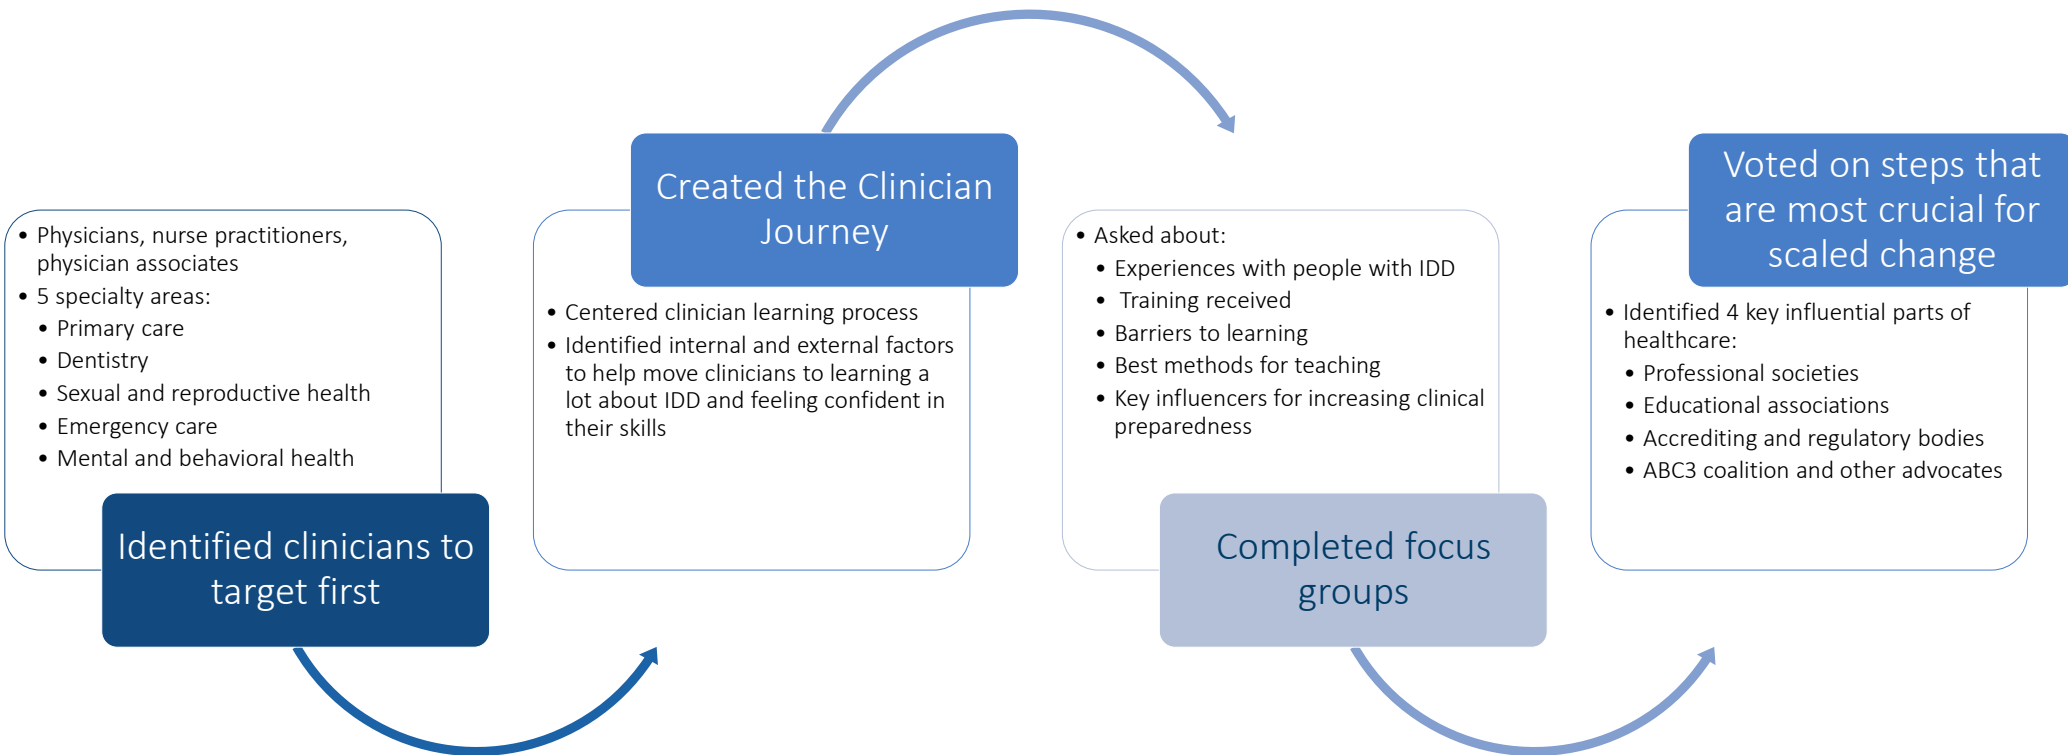 • Physicians, nurse practitioners,
physician associates
• 5 specialty areas:
• Primary care
• Dentistry
• Sexual and reproductive health
• Emergency care
• Mental and behavioral health
Identified clinicians to
target first
Created the Clinician
Journey
• Centered clinician learning process
• Identified internal and external factors
to help move clinicians to learning a
lot about IDD and feeling confident in
their skills
• Asked about:
• Experiences with people with IDD
• Training received
• Barriers to learning
• Best methods for teaching
• Key influencers for increasing clinical
preparedness
Completed focus
groups
Voted on steps that
are most crucial for
scaled change
• Identified 4 key influential parts of
healthcare:
• Professional societies
• Educational associations
• Accrediting and regulatory bodies
• ABC3 coalition and other advocates